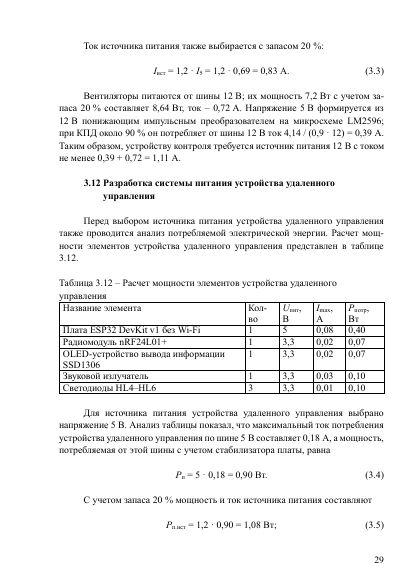 Ток источника питания также выбирается с запасом 20 %:
Iист = 1,2 · I5 = 1,2 · 0,69 = 0,83 А. (3.3)
Вентиляторы питаются от шины 12 В; их мощность 7,2 Вт с учетом за-
паса 20 % составляет 8,64 Вт, ток – 0,72 А. Напряжение 5 В формируется из
12 В понижающим импульсным преобразователем на микросхеме LM2596;
при КПД около 90 % он потребляет от шины 12 В ток 4,14 / (0,9 · 12) = 0,39 А.
Таким образом, устройству контроля требуется источник питания 12 В с током
не менее 0,39 + 0,72 = 1,11 А.
3.12 Разработка системы питания устройства удаленного
управления
Перед выбором источника питания устройства удаленного управления
также проводится анализ потребляемой электрической энергии. Расчет мощ-
ности элементов устройства удаленного управления представлен в таблице
3.12.
Таблица 3.12 – Расчет мощности элементов устройства удаленного
управления
Название элемента Кол-во Uпит, В Imax, А Pпотр, Вт
Плата ESP32 DevKit v1 без Wi-Fi 1 5 0,08 0,40
Радиомодуль nRF24L01+ 1 3,3 0,02 0,07
OLED-устройство вывода информации SSD1306 1 3,3 0,02 0,07
Звуковой излучатель 1 3,3 0,03 0,10
Светодиоды HL4–HL6 3 3,3 0,01 0,10
Для источника питания устройства удаленного управления выбрано
напряжение 5 В. Анализ таблицы показал, что максимальный ток потребления
устройства удаленного управления по шине 5 В составляет 0,18 А, а мощность,
потребляемая от этой шины с учетом стабилизатора платы, равна
Pп = 5 · 0,18 = 0,90 Вт. (3.4)
С учетом запаса 20 % мощность и ток источника питания составляют
Pп.ист = 1,2 · 0,90 = 1,08 Вт; (3.5)
29